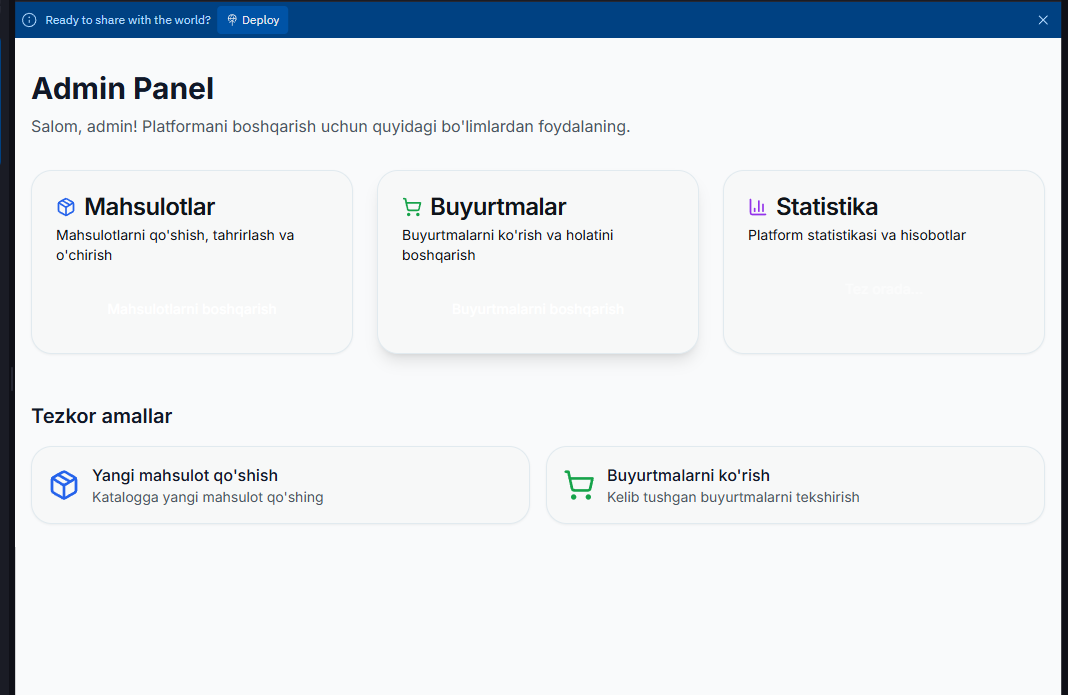 Ready to share with the world? Deploy
Admin Panel
Salom, admin! Platformani boshqarish uchun quyidagi bo'limlardan foydalaning.
Mahsulotlar
Mahsulotlarni qo'shish, tahrirlash va
o'chirish
Mahsulotlarni boshqarish
Buyurtmalar
Buyurtmalarni ko'rish va holatini
boshqarish
Buyurtmalarni boshqarish
Statistika
Platform statistikasi va hisobotlar
Tezkor amallar
Yangi mahsulot qo'shish
Katalogga yangi mahsulot qo'shing
Buyurtmalarni ko'rish
Kelib tushgan buyurtmalarni tekshirish